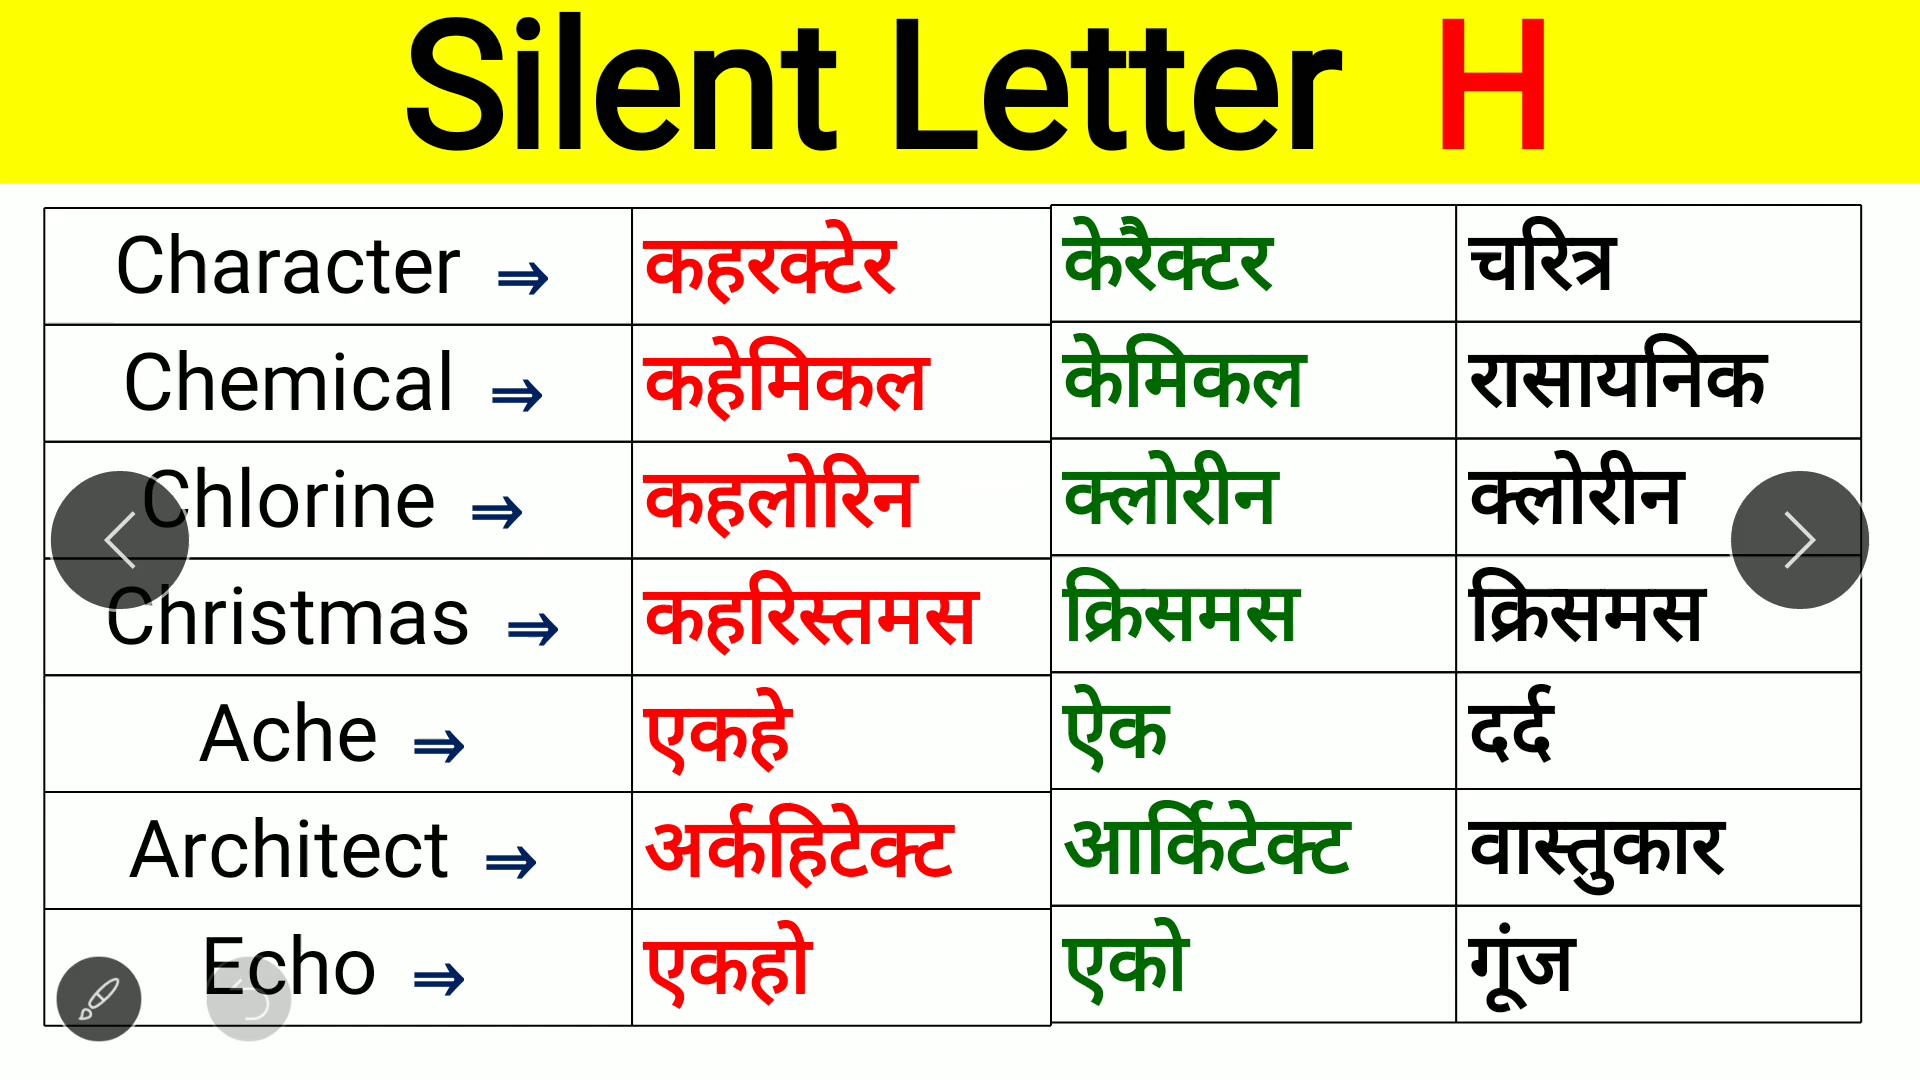 Silent Letter H
Character ⇒ कहरक्टेर केरैक्टर चरित्र
Chemical ⇒ कहेमिकल केमिकल रासायनिक
Chlorine ⇒ कहलोरिन क्लोरीन क्लोरीन
Christmas ⇒ कहरिस्तमस क्रिसमस क्रिसमस
Ache ⇒ एकहे ऐक दर्द
Architect ⇒ अर्कहिटेक्ट आर्किटेक्ट वास्तुकार
Echo ⇒ एकहो एको गूंज